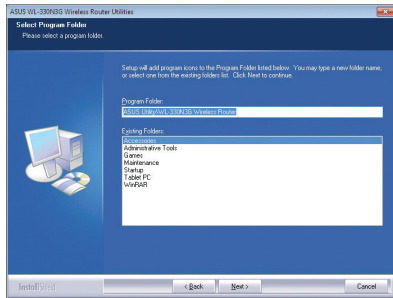 ASUS WL-330N3G Wireless Router Utilities
Select Program Folder
Please select a program folder.
Setup will add program icons to the Program Folder listed below. You may type a new folder name,
or select one from the existing folders list. Click Next to continue.
Program Folder:
ASUS Utility\WL-330N3G Wireless Router
Existing Folders:
Accessories
Administrative Tools
Games
Maintenance
Startup
Tablet PC
WinRAR
InstallShield
< Back
Next >
Cancel